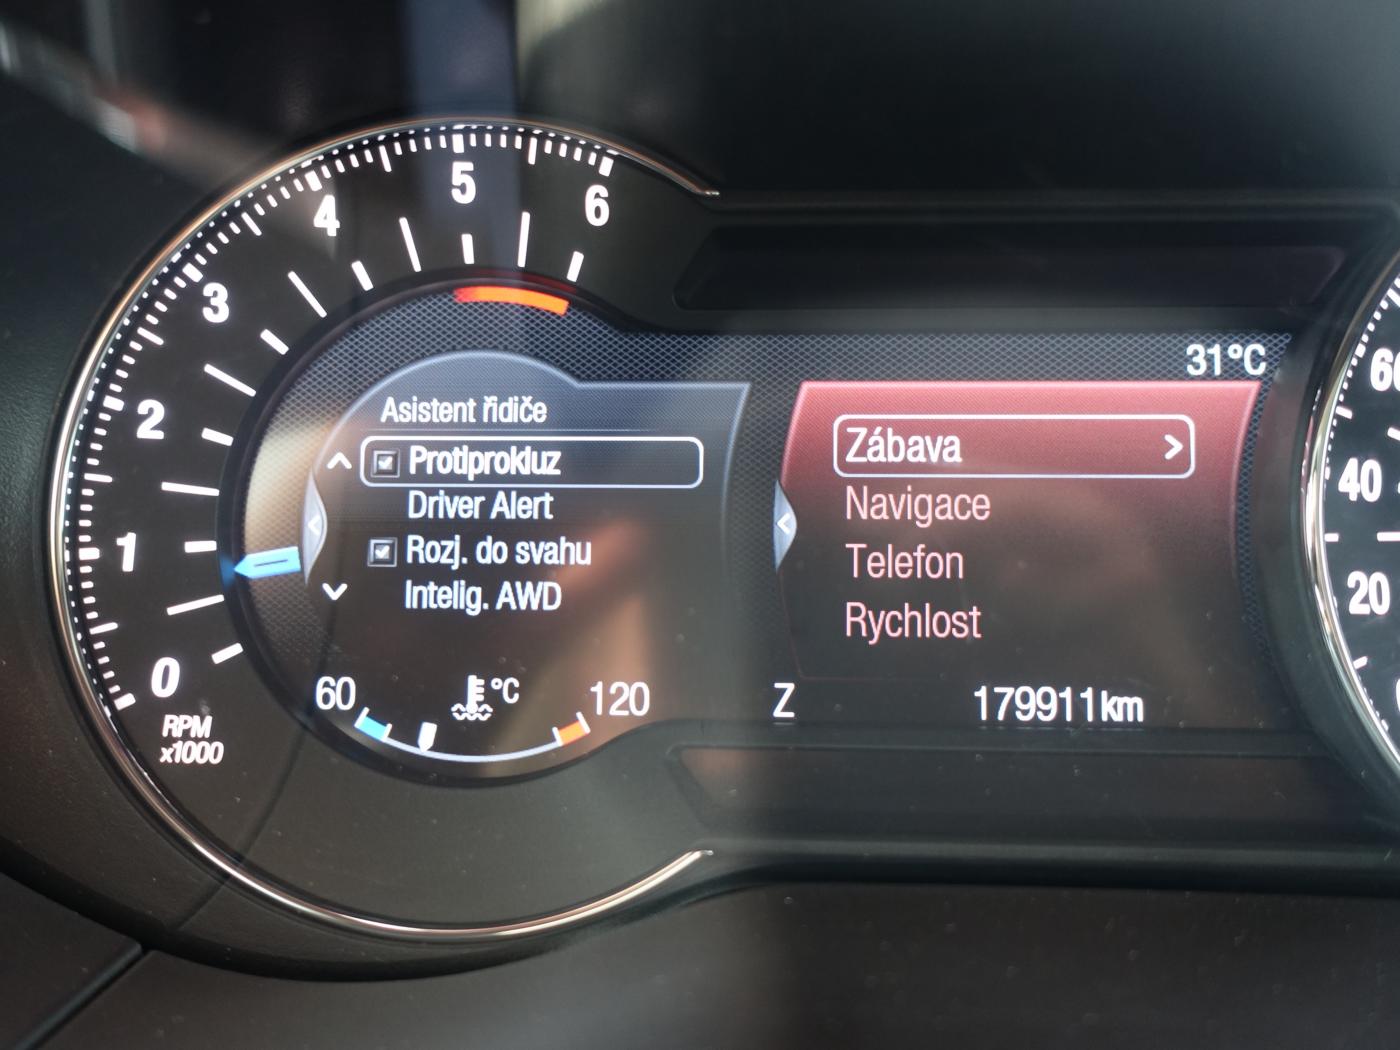 0
1
2
3
4
5
6
RPM
x1000
Asistent řidiče
Protiprokluz
Driver Alert
Rozj. do svahu
Intelig. AWD
60
°C
120
31°C
Zábava >
Navigace
Telefon
Rychlost
Z
179911km
40
20